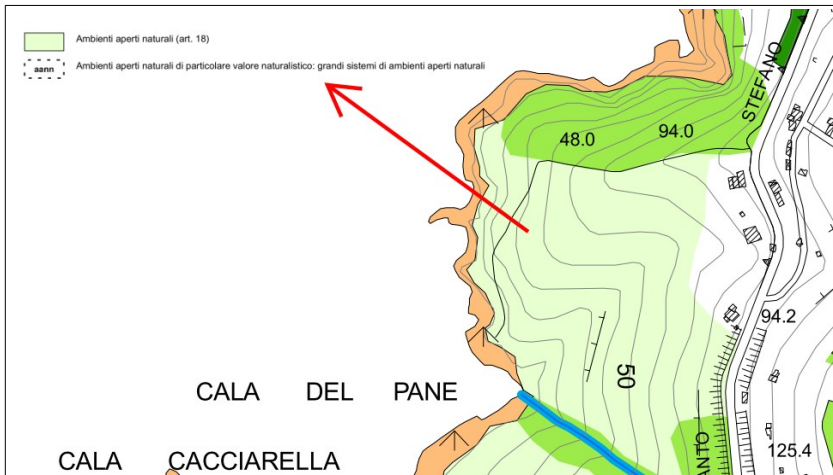 Ambienti aperti naturali (art. 18)
aann Ambienti aperti naturali di particolare valore naturalistico: grandi sistemi di ambienti aperti naturali
STEFANO
48.0 94.0
94.2
50
CALA DEL PANE
125.4
CALA CACCIARELLA